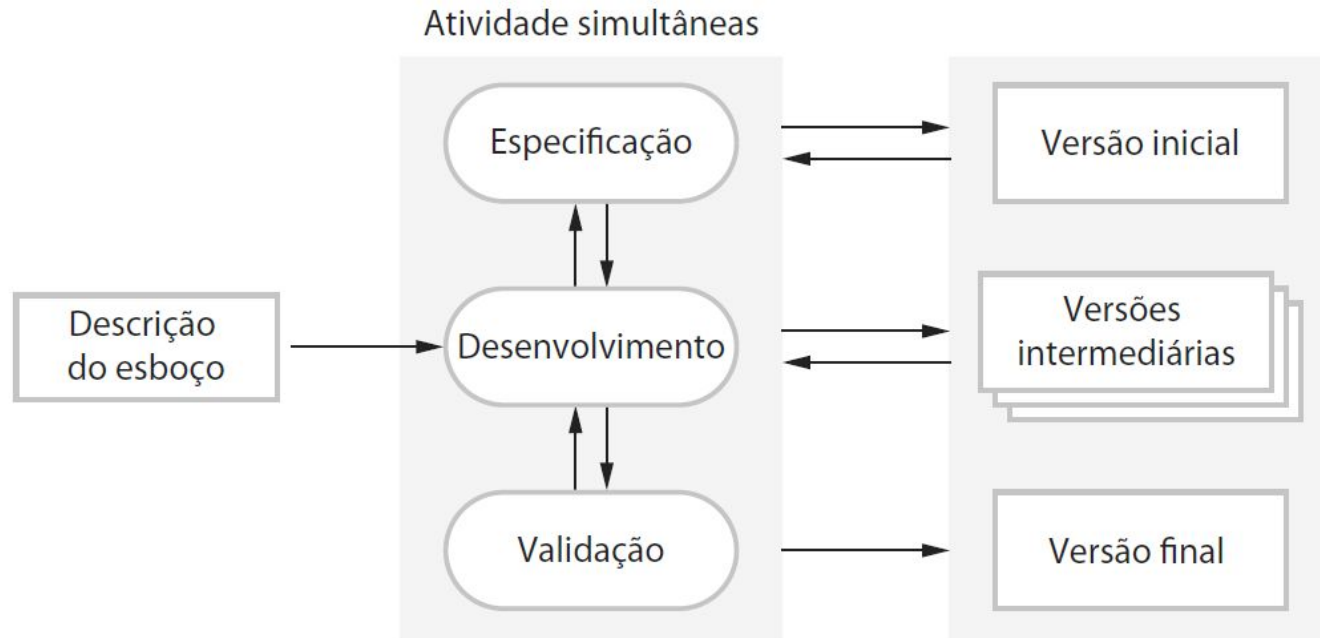 Atividade simultâneas
Especificação
Versão inicial
Descrição
do esboço
Desenvolvimento
Versões
intermediárias
Validação
Versão final